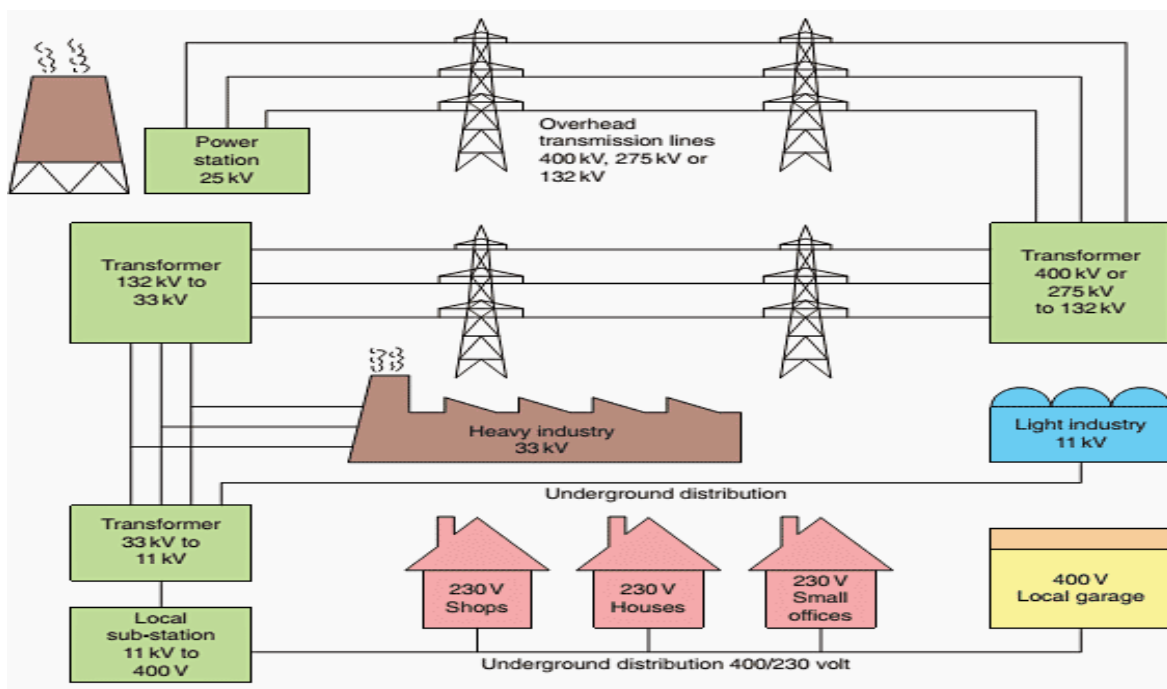 Power
station
25 kV
Overhead
transmission lines
400 kV, 275 kV or
132 kV
Transformer
132 kV to
33 kV
Transformer
400 kV or
275 kV
to 132 kV
Heavy industry
33 kV
Light industry
11 kV
Underground distribution
Transformer
33 kV to
11 kV
230 V
Shops
230 V
Houses
230 V
Small
offices
400 V
Local garage
Local
sub-station
11 kV to
400 V
Underground distribution 400/230 volt